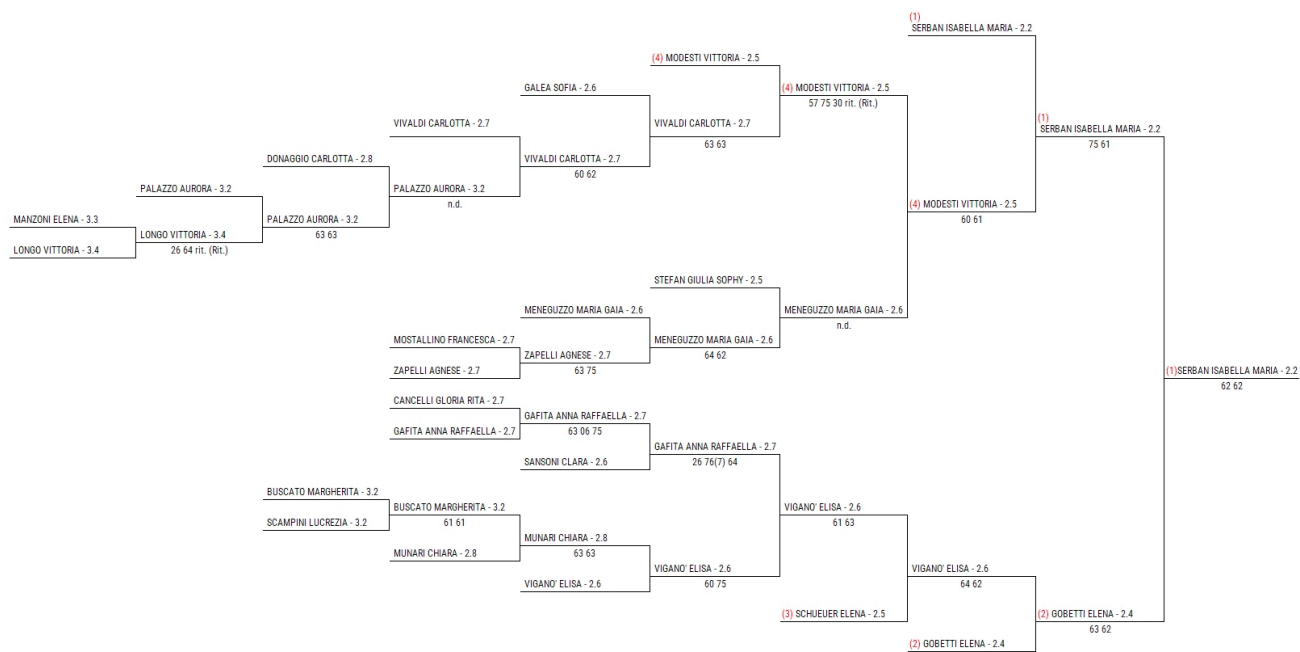 (1)
SERBAN ISABELLA MARIA - 2.2
(4) MODESTI VITTORIA - 2.5
GALEA SOFIA - 2.6
(4) MODESTI VITTORIA - 2.5
57 75 30 rit. (Rit.)
VIVALDI CARLOTTA - 2.7
VIVALDI CARLOTTA - 2.7
63 63
(1)
SERBAN ISABELLA MARIA - 2.2
75 61
DONAGGIO CARLOTTA - 2.8
VIVALDI CARLOTTA - 2.7
60 62
PALAZZO AURORA - 3.2
PALAZZO AURORA - 3.2
n.d.
(4) MODESTI VITTORIA - 2.5
60 61
MANZONI ELENA - 3.3
PALAZZO AURORA - 3.2
63 63
LONGO VITTORIA - 3.4
26 64 rit. (Rit.)
LONGO VITTORIA - 3.4
STEFAN GIULIA SOPHY - 2.5
MENEGUZZO MARIA GAIA - 2.6
MENEGUZZO MARIA GAIA - 2.6
n.d.
MOSTALLINO FRANCESCA - 2.7
MENEGUZZO MARIA GAIA - 2.6
64 62
ZAPELLI AGNESE - 2.7
63 75
ZAPELLI AGNESE - 2.7
(1)SERBAN ISABELLA MARIA - 2.2
62 62
CANCELLI GLORIA RITA - 2.7
GAFITA ANNA RAFFAELLA - 2.7
63 06 75
GAFITA ANNA RAFFAELLA - 2.7
GAFITA ANNA RAFFAELLA - 2.7
26 76(7) 64
SANSONI CLARA - 2.6
BUSCATO MARGHERITA - 3.2
BUSCATO MARGHERITA - 3.2
61 61
VIGANO' ELISA - 2.6
61 63
SCAMPINI LUCREZIA - 3.2
MUNARI CHIARA - 2.8
63 63
MUNARI CHIARA - 2.8
VIGANO' ELISA - 2.6
60 75
VIGANO' ELISA - 2.6
64 62
VIGANO' ELISA - 2.6
(3) SCHUEUER ELENA - 2.5
(2) GOBETTI ELENA - 2.4
63 62
(2) GOBETTI ELENA - 2.4